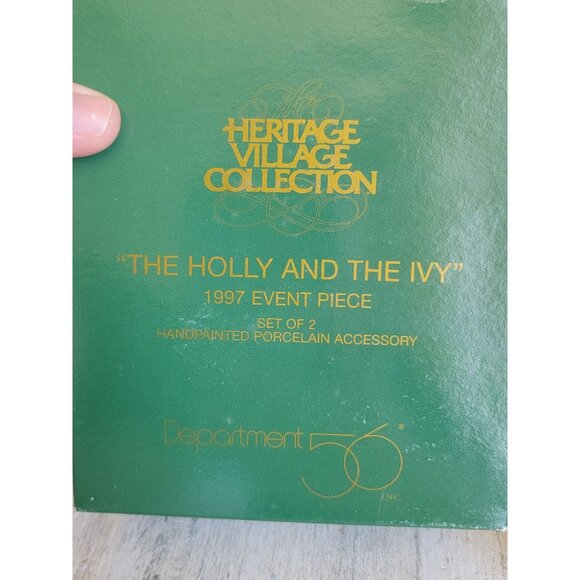 The
HERITAGE
VILLAGE
COLLECTION
"THE HOLLY AND THE IVY"
1997 EVENT PIECE
SET OF 2
HANDPAINTED PORCELAIN ACCESSORY
Department 56®
INC.